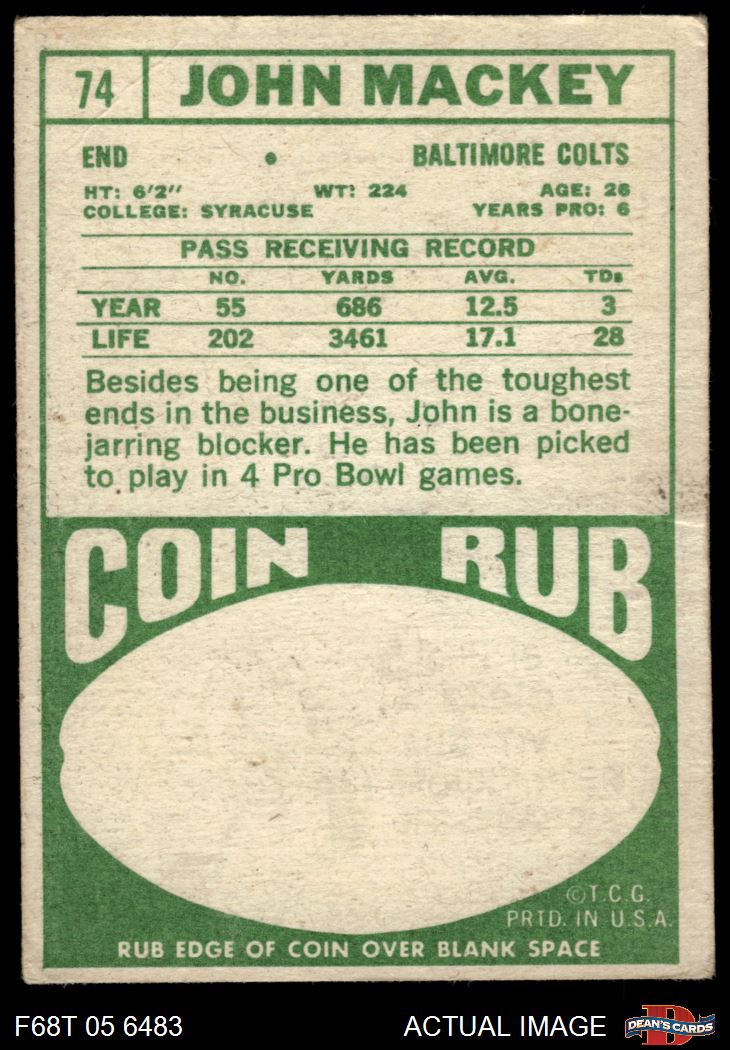 74 JOHN MACKEY
END • BALTIMORE COLTS
HT: 6'2" WT: 224 AGE: 26
COLLEGE: SYRACUSE YEARS PRO: 6
PASS RECEIVING RECORD
NO. YARDS AVG. TDs
YEAR 55 686 12.5 3
LIFE 202 3461 17.1 28
Besides being one of the toughest
ends in the business, John is a bone-
jarring blocker. He has been picked
to play in 4 Pro Bowl games.
COIN RUB
©T.C.G.
PRTD. IN U.S.A.
RUB EDGE OF COIN OVER BLANK SPACE
F68T 05 6483 ACTUAL IMAGE D DEAN'S CARDS